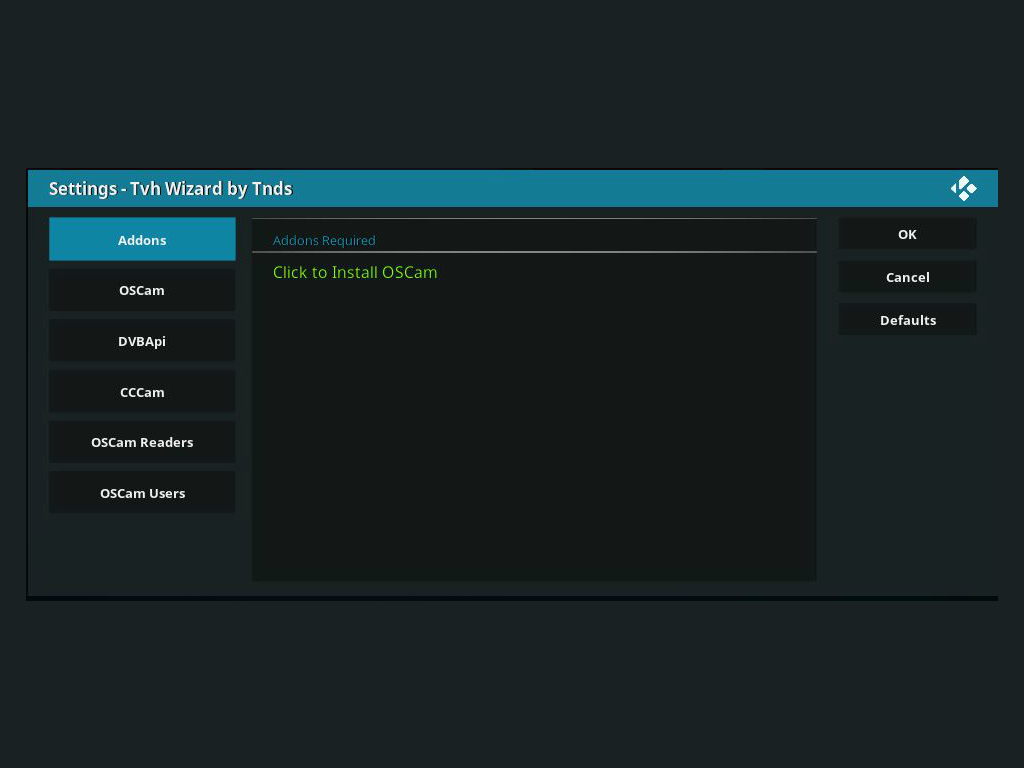 Settings - Tvh Wizard by Tnds
Addons
OSCam
DVBApi
CCCam
OSCam Readers
OSCam Users
Addons Required
Click to Install OSCam
OK
Cancel
Defaults